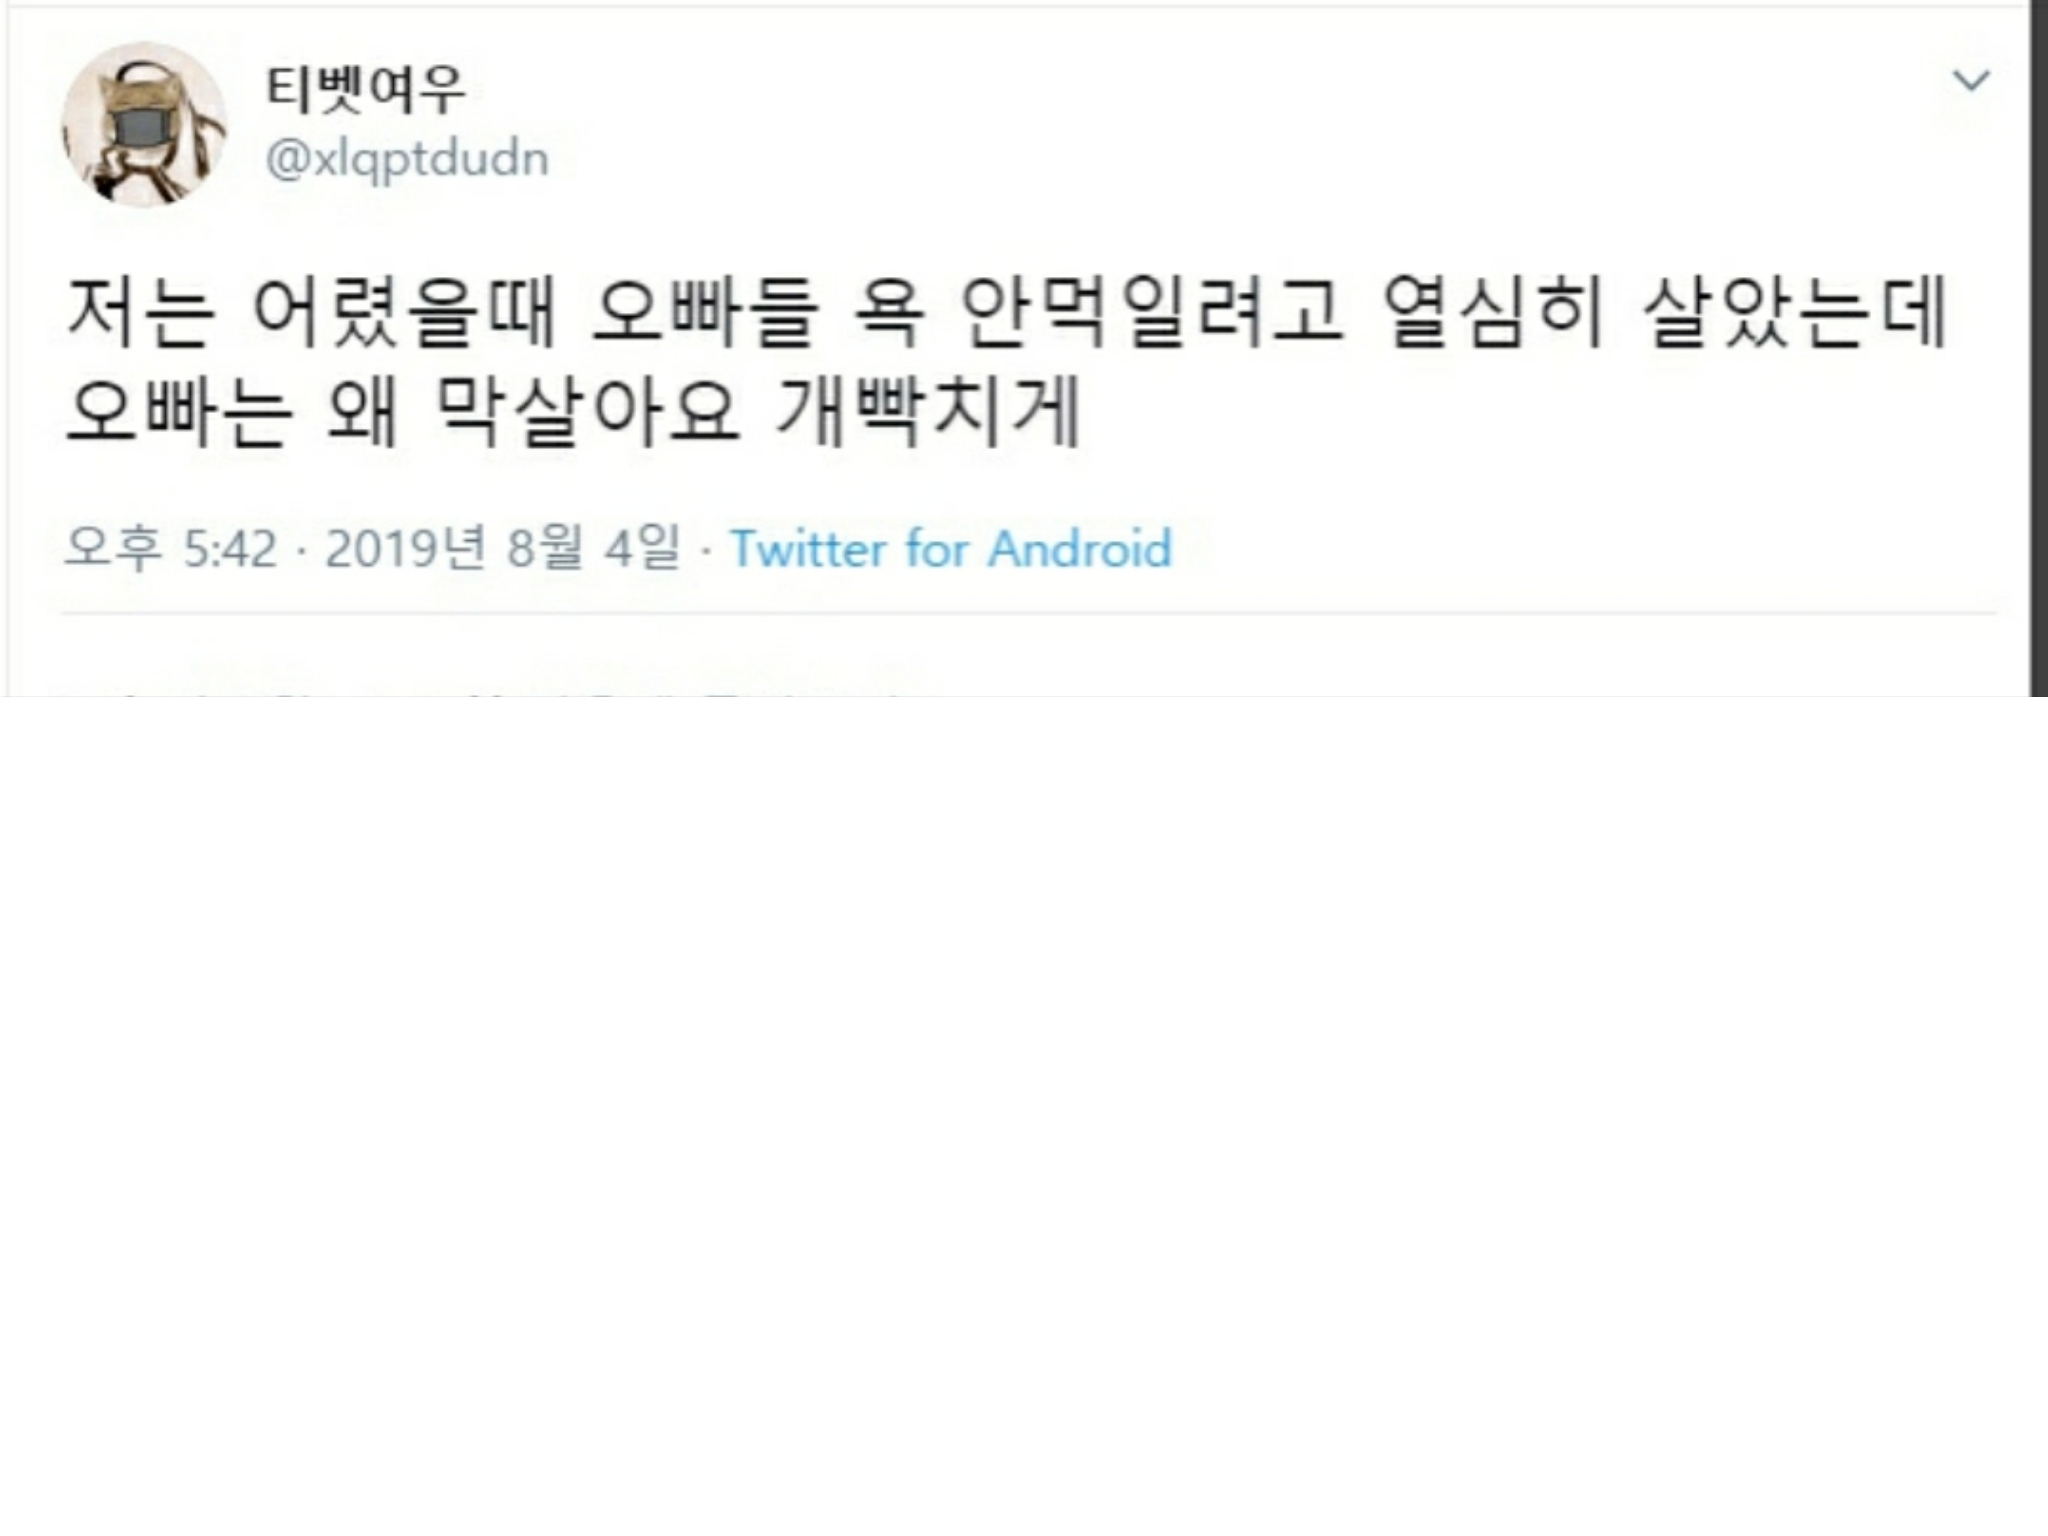 티벳여우
@xlqptdudn
저는 어렸을때 오빠들 욕 안먹일려고 열심히 살았는데
오빠는 왜 막살아요 개빡치게
오후 5:42 · 2019년 8월 4일 · Twitter for Android